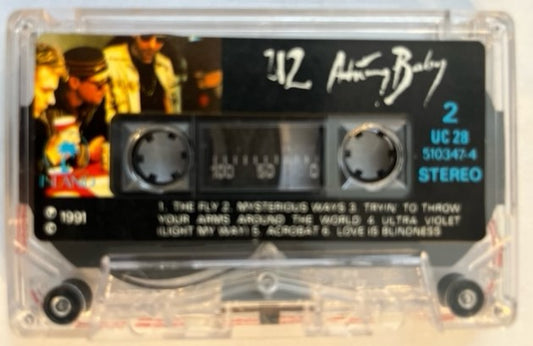 U2 Achtung Baby
2
UC 28
510347-4
STEREO
ISLAND
100 50 0
℗ 1991
©
1. THE FLY 2. MYSTERIOUS WAYS 3. TRYIN' TO THROW
YOUR ARMS AROUND THE WORLD 4. ULTRA VIOLET
(LIGHT MY WAY) 5. ACROBAT 6. LOVE IS BLINDNESS